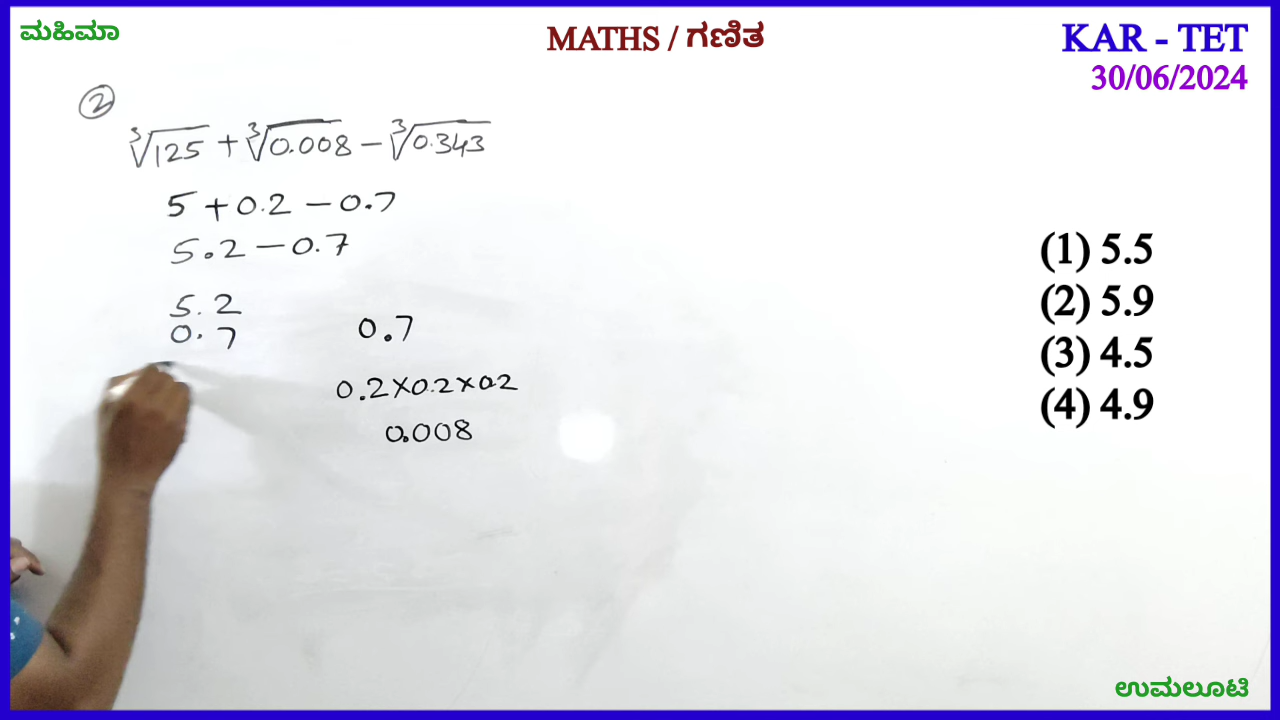 ಮಹಿಮಾ
MATHS / ಗಣಿತ
KAR - TET
30/06/2024
2
∛125 + ∛0.008 − ∛0.343
5 + 0.2 − 0.7
5.2 − 0.7
5.2
0.7
0.7
0.2×0.2×0.2
0.008
(1) 5.5
(2) 5.9
(3) 4.5
(4) 4.9
ಉಮಲೂಟಿ